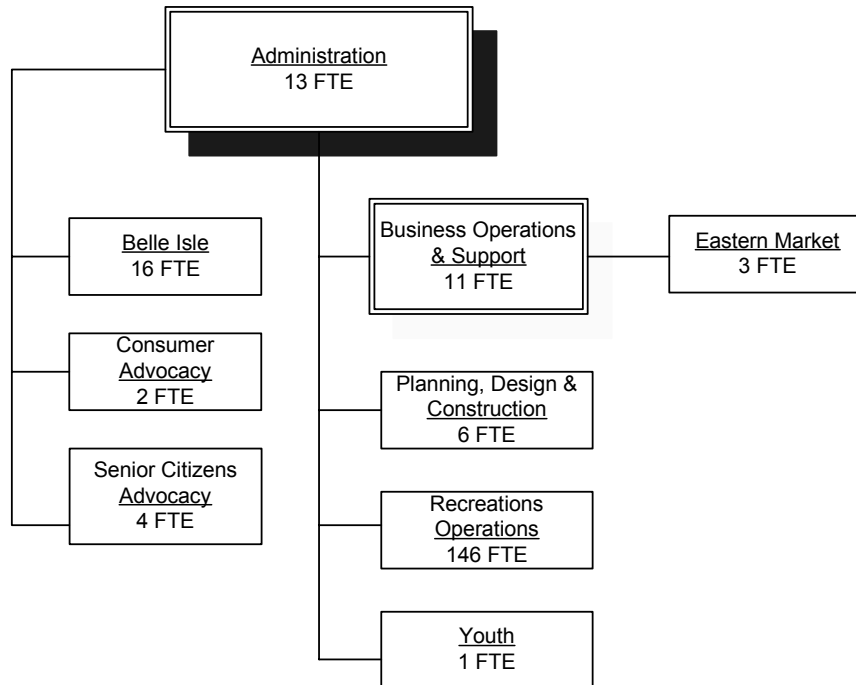 Administration
13 FTE
Belle Isle
16 FTE
Consumer
Advocacy
2 FTE
Senior Citizens
Advocacy
4 FTE
Business Operations
& Support
11 FTE
Eastern Market
3 FTE
Planning, Design &
Construction
6 FTE
Recreations
Operations
146 FTE
Youth
1 FTE